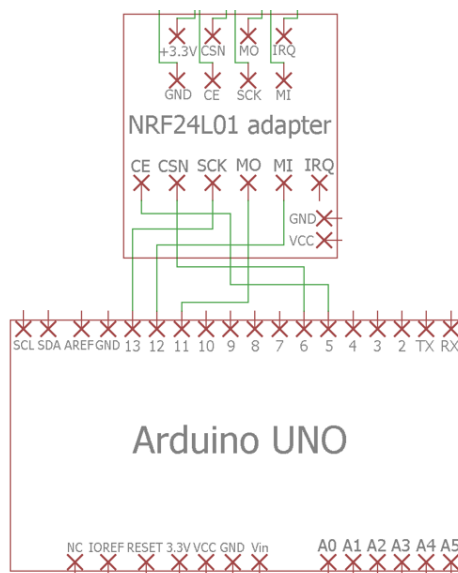 +3.3V CSN MO IRQ
GND CE SCK MI
NRF24L01 adapter
CE CSN SCK MO MI IRQ
GND
VCC
SCL SDA AREF GND 13 12 11 10 9 8 7 6 5 4 3 2 TX RX
Arduino UNO
NC IOREF RESET 3.3V VCC GND Vin A0 A1 A2 A3 A4 A5